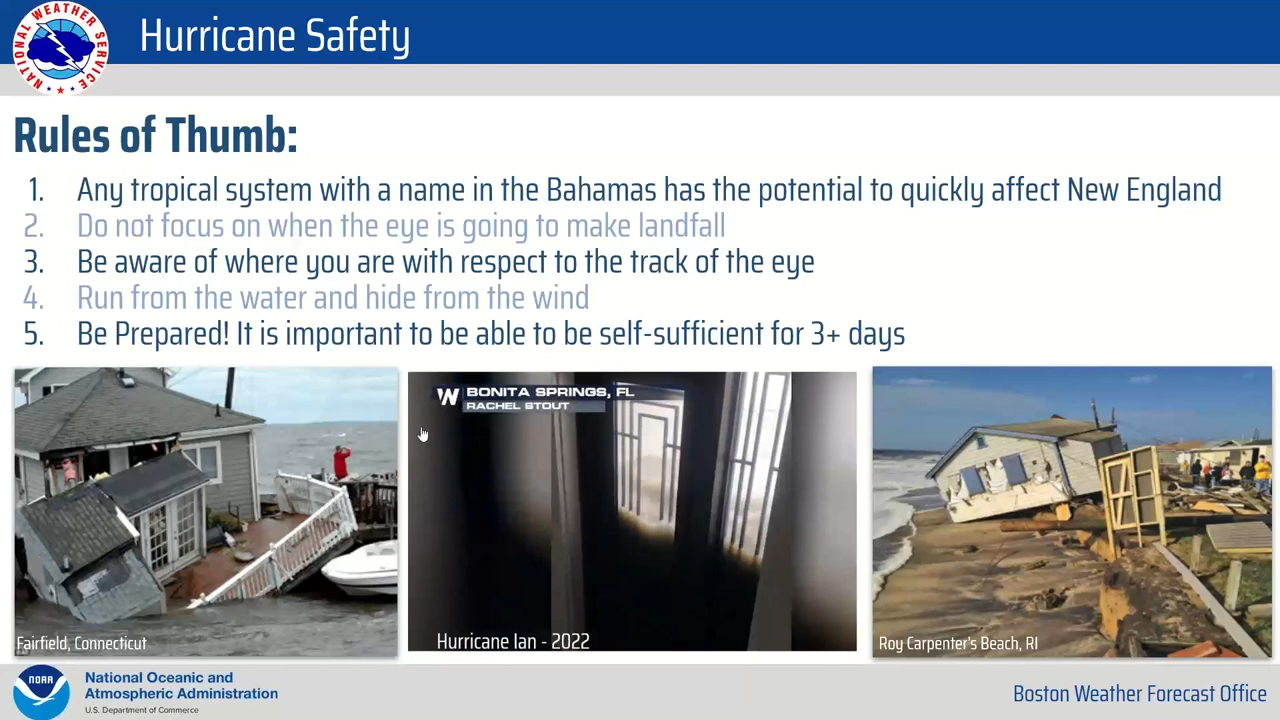 NATIONAL WEATHER SERVICE
Hurricane Safety
Rules of Thumb:
1. Any tropical system with a name in the Bahamas has the potential to quickly affect New England
2. Do not focus on when the eye is going to make landfall
3. Be aware of where you are with respect to the track of the eye
4. Run from the water and hide from the wind
5. Be Prepared! It is important to be able to be self-sufficient for 3+ days
W BONITA SPRINGS, FL
RACHEL STOUT
Fairfield, Connecticut
Hurricane Ian - 2022
Roy Carpenter's Beach, RI
NOAA
National Oceanic and
Atmospheric Administration
U.S. Department of Commerce
Boston Weather Forecast Office